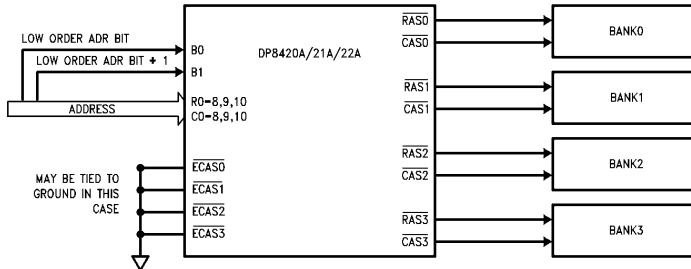 LOW ORDER ADR BIT
LOW ORDER ADR BIT + 1
ADDRESS
B0
B1
R0-8,9,10
C0-8,9,10
DP8420A/21A/22A
MAY BE TIED TO
GROUND IN THIS
CASE
ECAS0
ECAS1
ECAS2
ECAS3
RAS0
CAS0
BANK0
RAS1
CAS1
BANK1
RAS2
CAS2
BANK2
RAS3
CAS3
BANK3